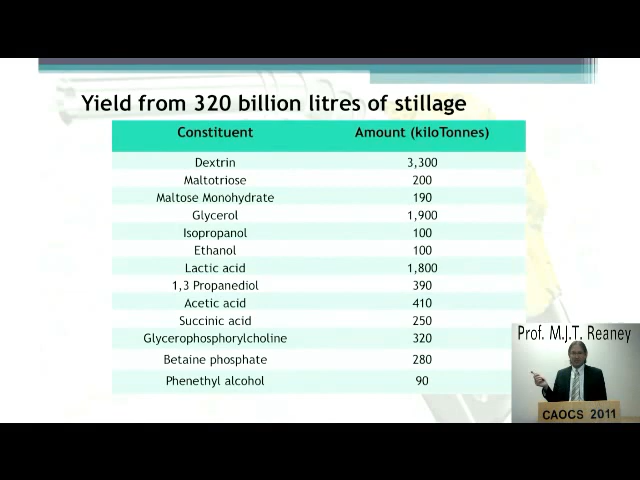 Yield from 320 billion litres of stillage
Constituent Amount (kiloTonnes)
Dextrin 3,300
Maltotriose 200
Maltose Monohydrate 190
Glycerol 1,900
Isopropanol 100
Ethanol 100
Lactic acid 1,800
1,3 Propanediol 390
Acetic acid 410
Succinic acid 250
Glycerophosphorylcholine 320
Betaine phosphate 280
Phenethyl alcohol 90
Prof. M.J.T. Reaney
CAOCS 2011